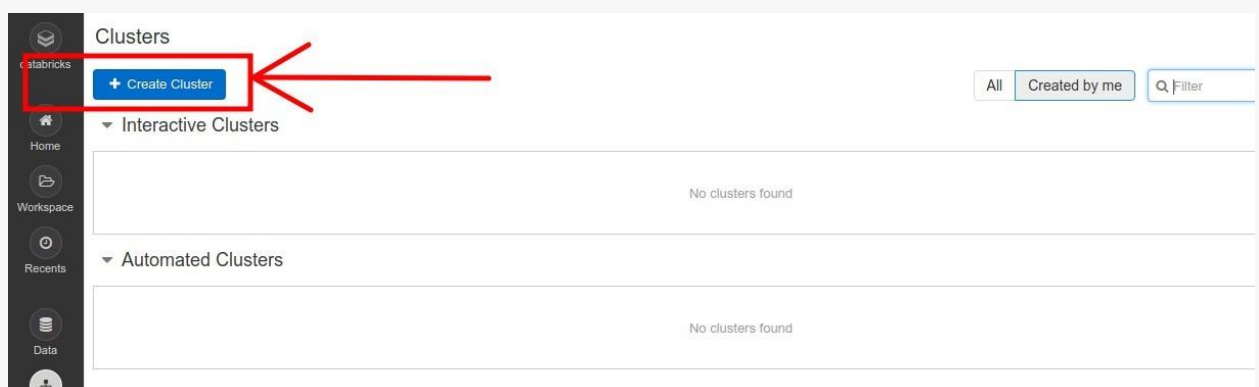 databricks
Clusters
+ Create Cluster
All
Created by me
Filter
Home
Interactive Clusters
No clusters found
Workspace
Recents
Automated Clusters
No clusters found
Data